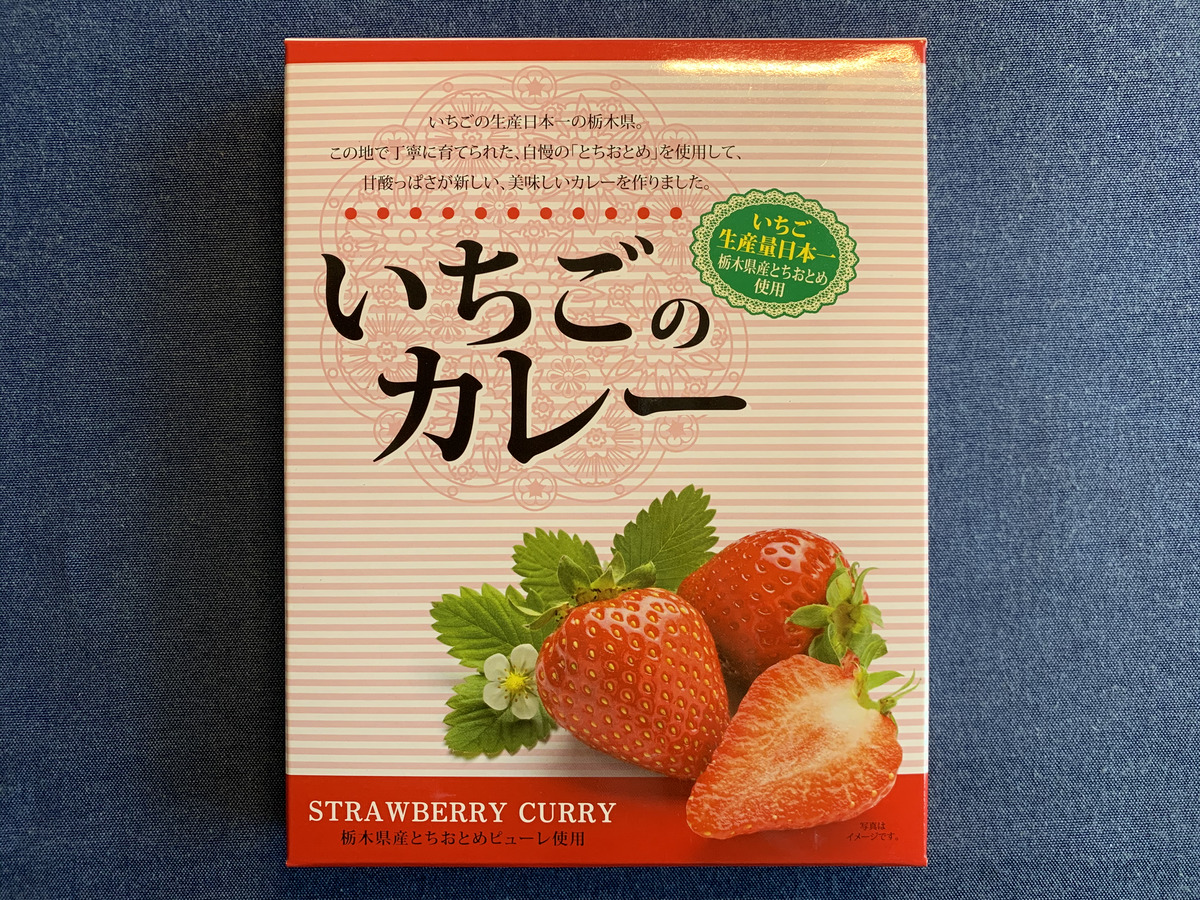 いちごの生産日本一の栃木県。
この地で丁寧に育てられた、自慢の「とちおとめ」を使用して、
甘酸っぱさが新しい、美味しいカレーを作りました。
いちご
生産量日本一
栃木県産とちおとめ
使用
いちごの
カレー
STRAWBERRY CURRY
栃木県産とちおとめピューレ使用
写真は
イメージです。